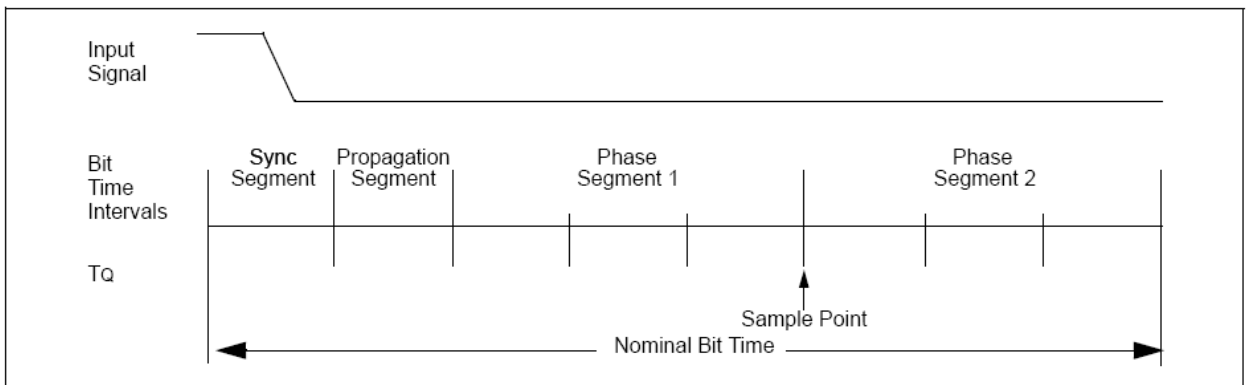 Input
Signal
Bit
Time
Intervals
Sync
Segment
Propagation
Segment
Phase
Segment 1
Phase
Segment 2
TQ
Sample Point
Nominal Bit Time